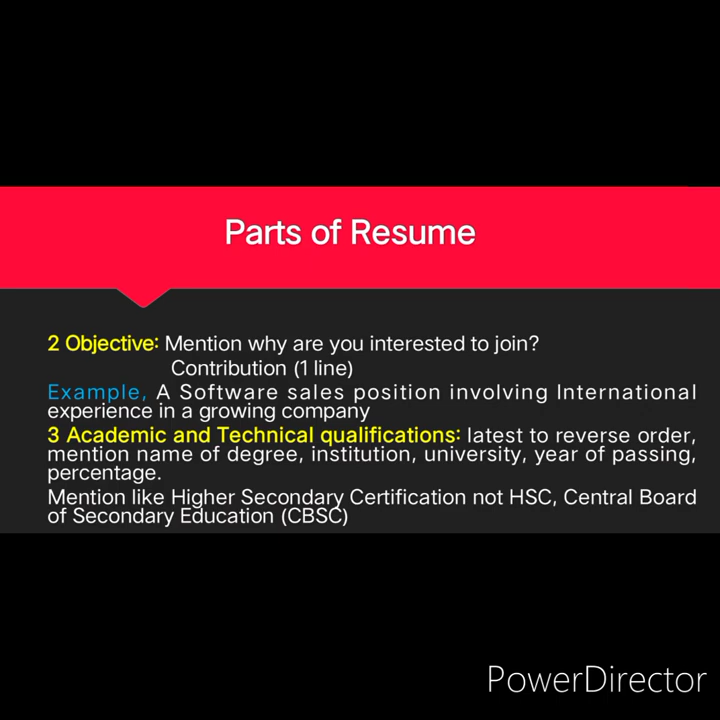 Parts of Resume
2 Objective: Mention why are you interested to join?
Contribution (1 line)
Example, A Software sales position involving International
experience in a growing company
3 Academic and Technical qualifications: latest to reverse order,
mention name of degree, institution, university, year of passing,
percentage.
Mention like Higher Secondary Certification not HSC, Central Board
of Secondary Education (CBSC)
PowerDirector